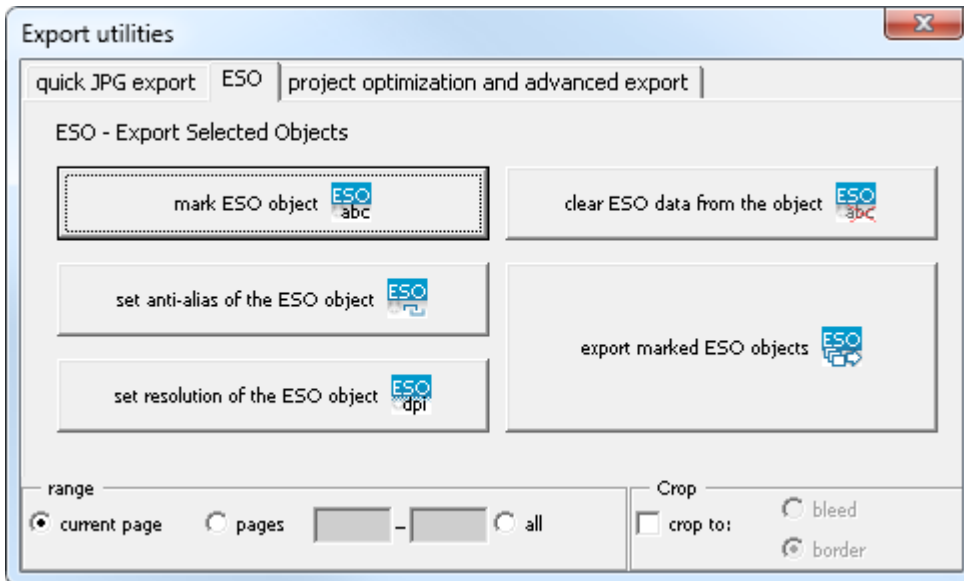 Export utilities
quick JPG export ESO project optimization and advanced export
ESO - Export Selected Objects
mark ESO object ESO abc
clear ESO data from the object ESO abc
set anti-alias of the ESO object ESO
export marked ESO objects ESO
set resolution of the ESO object ESO dpi
range
current page pages – all
Crop
crop to: bleed
border